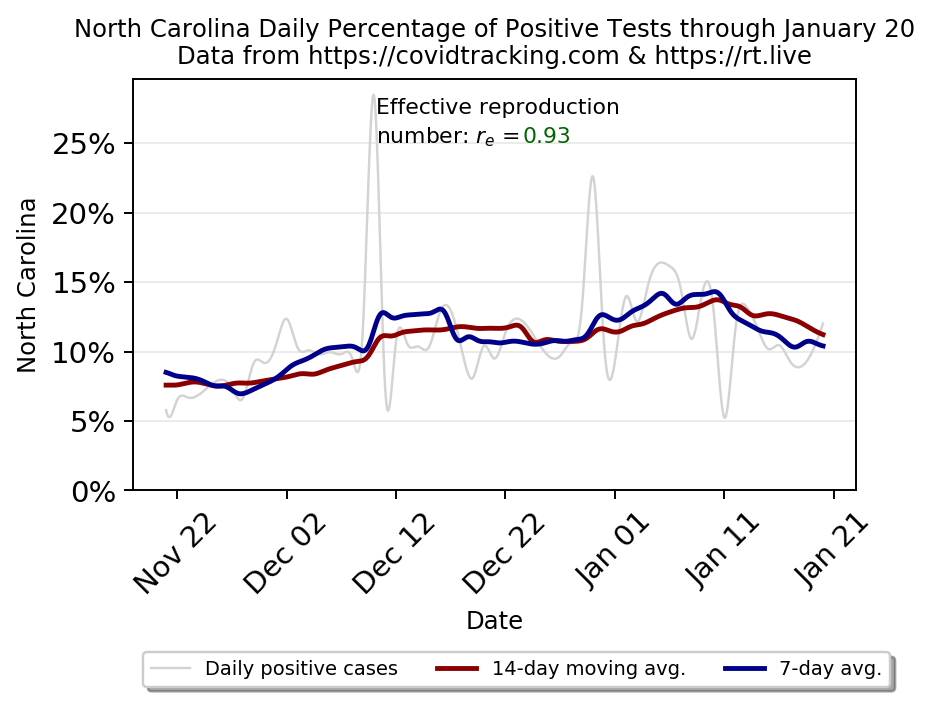 North Carolina Daily Percentage of Positive Tests through January 20
Data from https://covidtracking.com & https://rt.live
Effective reproduction
number: rₑ = 0.93
25%
20%
15%
10%
5%
0%
North Carolina
Nov 22
Dec 02
Dec 12
Dec 22
Jan 01
Jan 11
Jan 21
Date
Daily positive cases
14-day moving avg.
7-day avg.